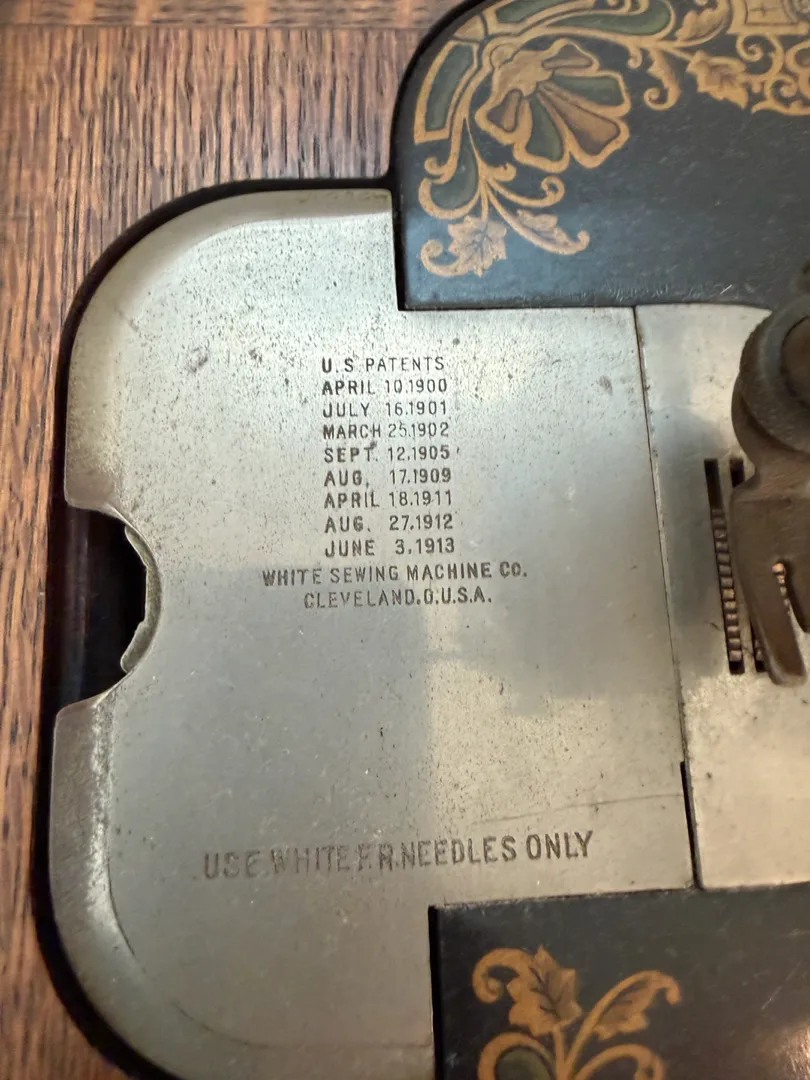 U.S PATENTS
APRIL 10.1900
JULY 16.1901
MARCH 25.1902
SEPT. 12.1905
AUG. 17.1909
APRIL 18.1911
AUG. 27.1912
JUNE 3.1913
WHITE SEWING MACHINE CO.
CLEVELAND.O.U.S.A.
USE WHITE F.R.NEEDLES ONLY